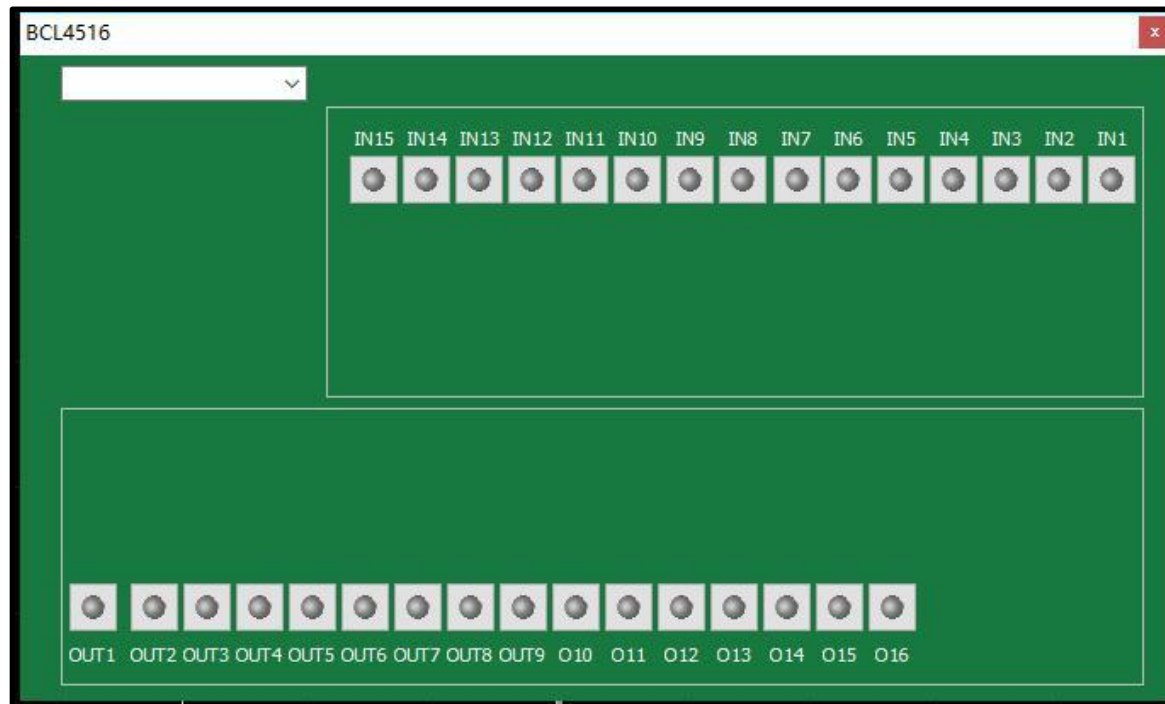 BCL4516
x
IN15 IN14 IN13 IN12 IN11 IN10 IN9 IN8 IN7 IN6 IN5 IN4 IN3 IN2 IN1
OUT1 OUT2 OUT3 OUT4 OUT5 OUT6 OUT7 OUT8 OUT9 O10 O11 O12 O13 O14 O15 O16